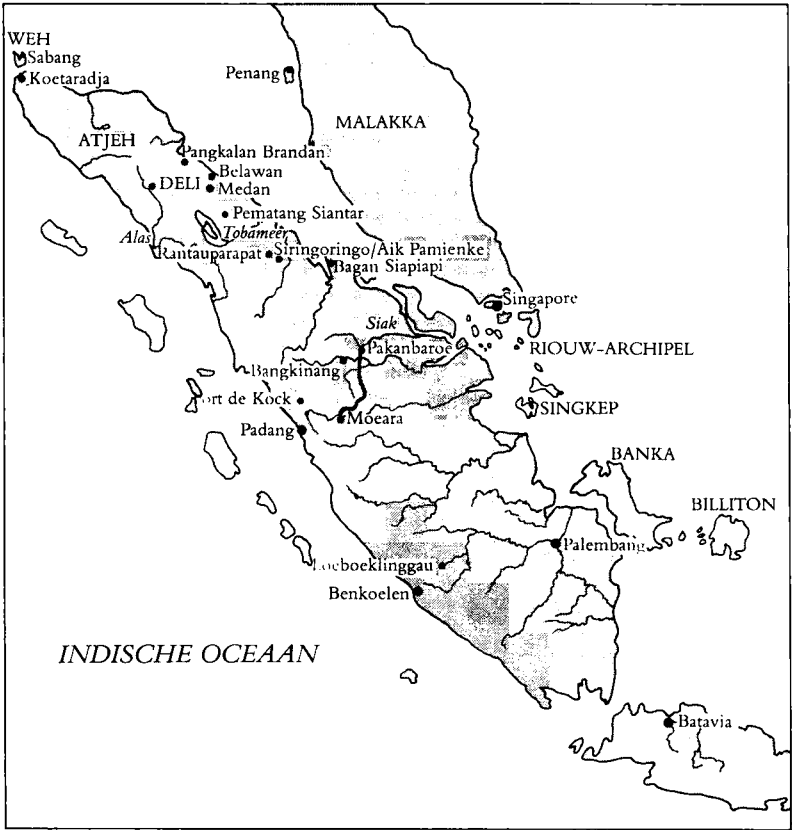 WEH
Sabang
Koetaradja
Penang
MALAKKA
ATJEH
Pangkalan Brandan
Belawan
DELI
Medan
Pematang Siantar
Alas
Tobameer
Rantauparapat
Siringoringo/Aik Pamienke
Bagan Siapiapi
Singapore
Siak
Pakanbaroe
RIOUW-ARCHIPEL
Bangkinang
ort de Kock
SINGKEP
Moeara
Padang
BANKA
BILLITON
Palembang
Loeboeklinggau
Benkoelen
INDISCHE OCEAAN
Batavia